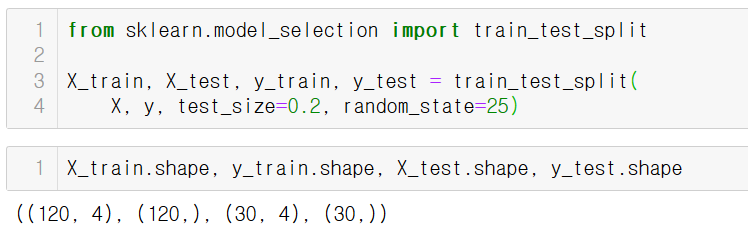 1 from sklearn.model_selection import train_test_split
2
3 X_train, X_test, y_train, y_test = train_test_split(
4     X, y, test_size=0.2, random_state=25)
1 X_train.shape, y_train.shape, X_test.shape, y_test.shape
((120, 4), (120,), (30, 4), (30,))